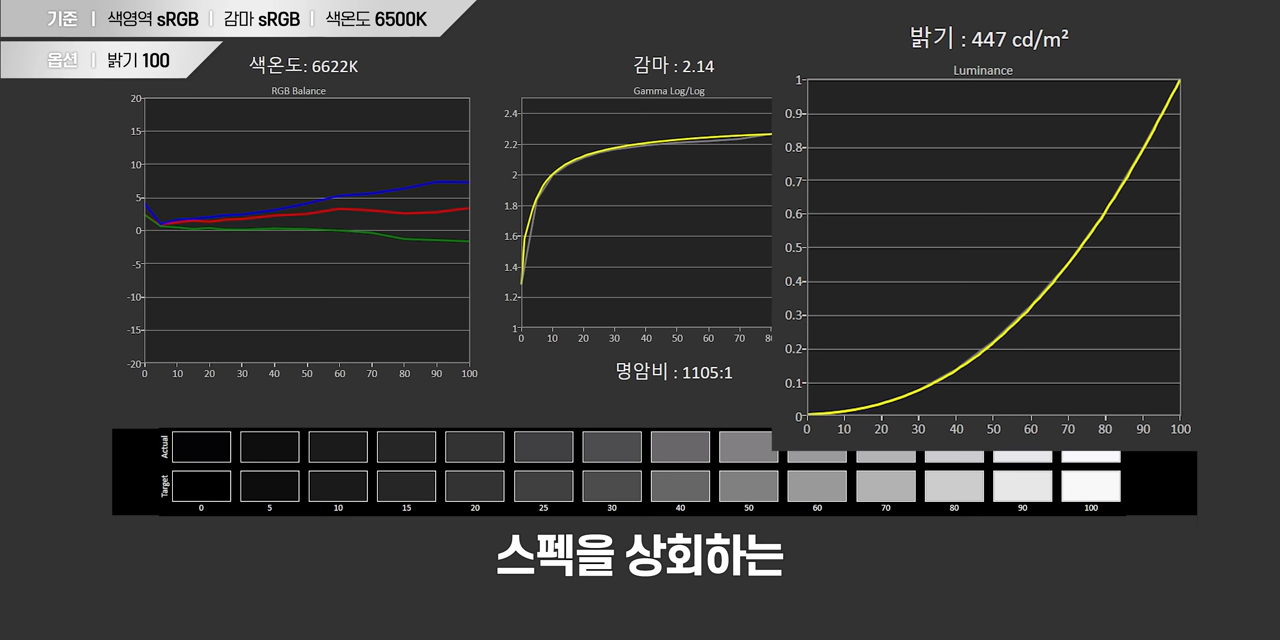 기준 | 색영역 sRGB | 감마 sRGB | 색온도 6500K
옵션 | 밝기 100
색온도: 6622K
RGB Balance
20
15
10
5
0
-5
-10
-15
-20
0 10 20 30 40 50 60 70 80 90 100
감마 : 2.14
Gamma Log/Log
2.4
2.2
2
1.8
1.6
1.4
1.2
1
0 10 20 30 40 50 60 70 80
명암비 : 1105:1
밝기 : 447 cd/m²
Luminance
1
0.9
0.8
0.7
0.6
0.5
0.4
0.3
0.2
0.1
0
0 10 20 30 40 50 60 70 80 90 100
Actual
Target
0 5 10 15 20 25 30 40 50 60 70 80 90 100
스펙을 상회하는